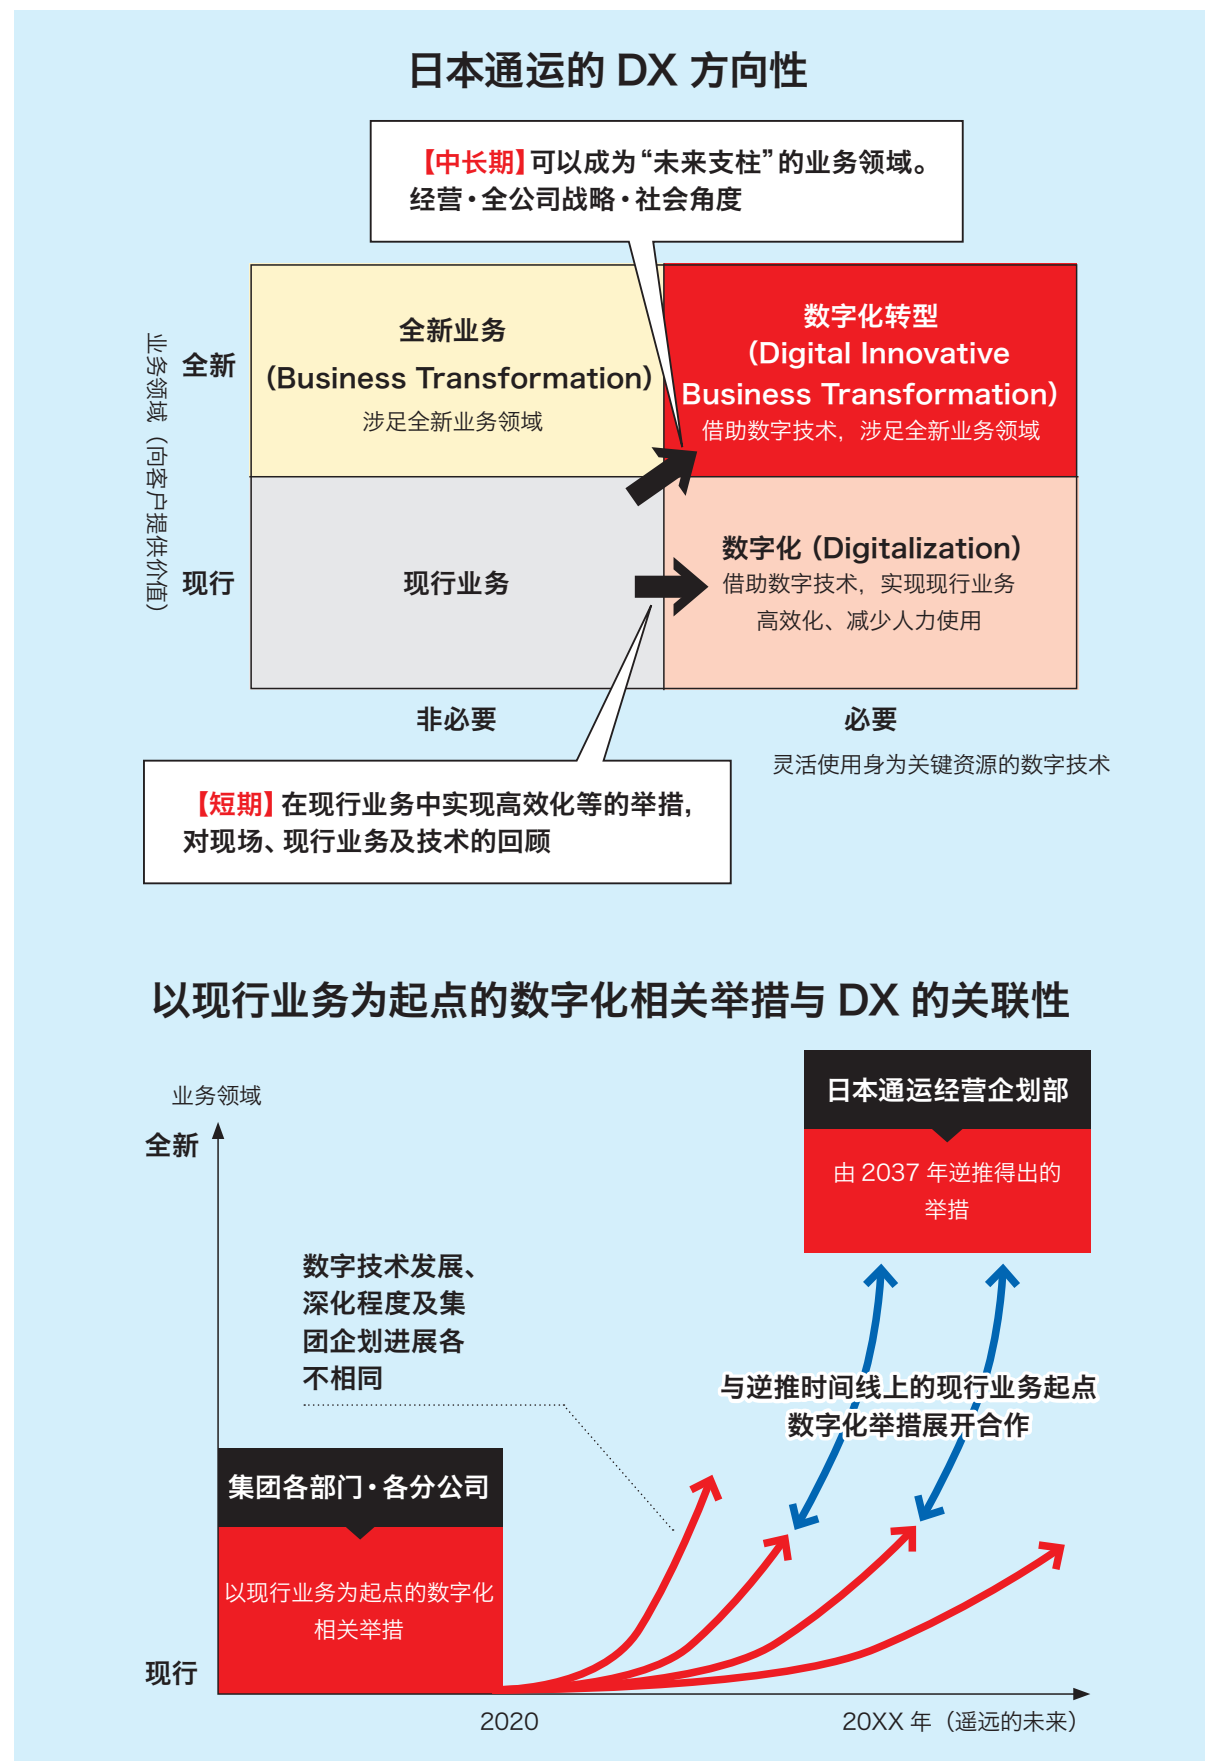 日本通运的 DX 方向性
【中长期】可以成为“未来支柱”的业务领域。
经营・全公司战略・社会角度
业务领域（向客户提供价值）
全新
全新业务
（Business Transformation）
涉足全新业务领域
数字化转型
（Digital Innovative
Business Transformation）
借助数字技术，涉足全新业务领域
现行
现行业务
数字化（Digitalization）
借助数字技术，实现现行业务
高效化、减少人力使用
非必要
必要
灵活使用身为关键资源的数字技术
【短期】在现行业务中实现高效化等的举措，
对现场、现行业务及技术的回顾
以现行业务为起点的数字化相关举措与 DX 的关联性
业务领域
全新
日本通运经营企划部
由 2037 年逆推得出的
举措
数字技术发展、
深化程度及集
团企划进展各
不相同
与逆推时间线上的现行业务起点
数字化举措展开合作
集团各部门・各分公司
以现行业务为起点的数字化
相关举措
现行
2020
20XX 年（遥远的未来）